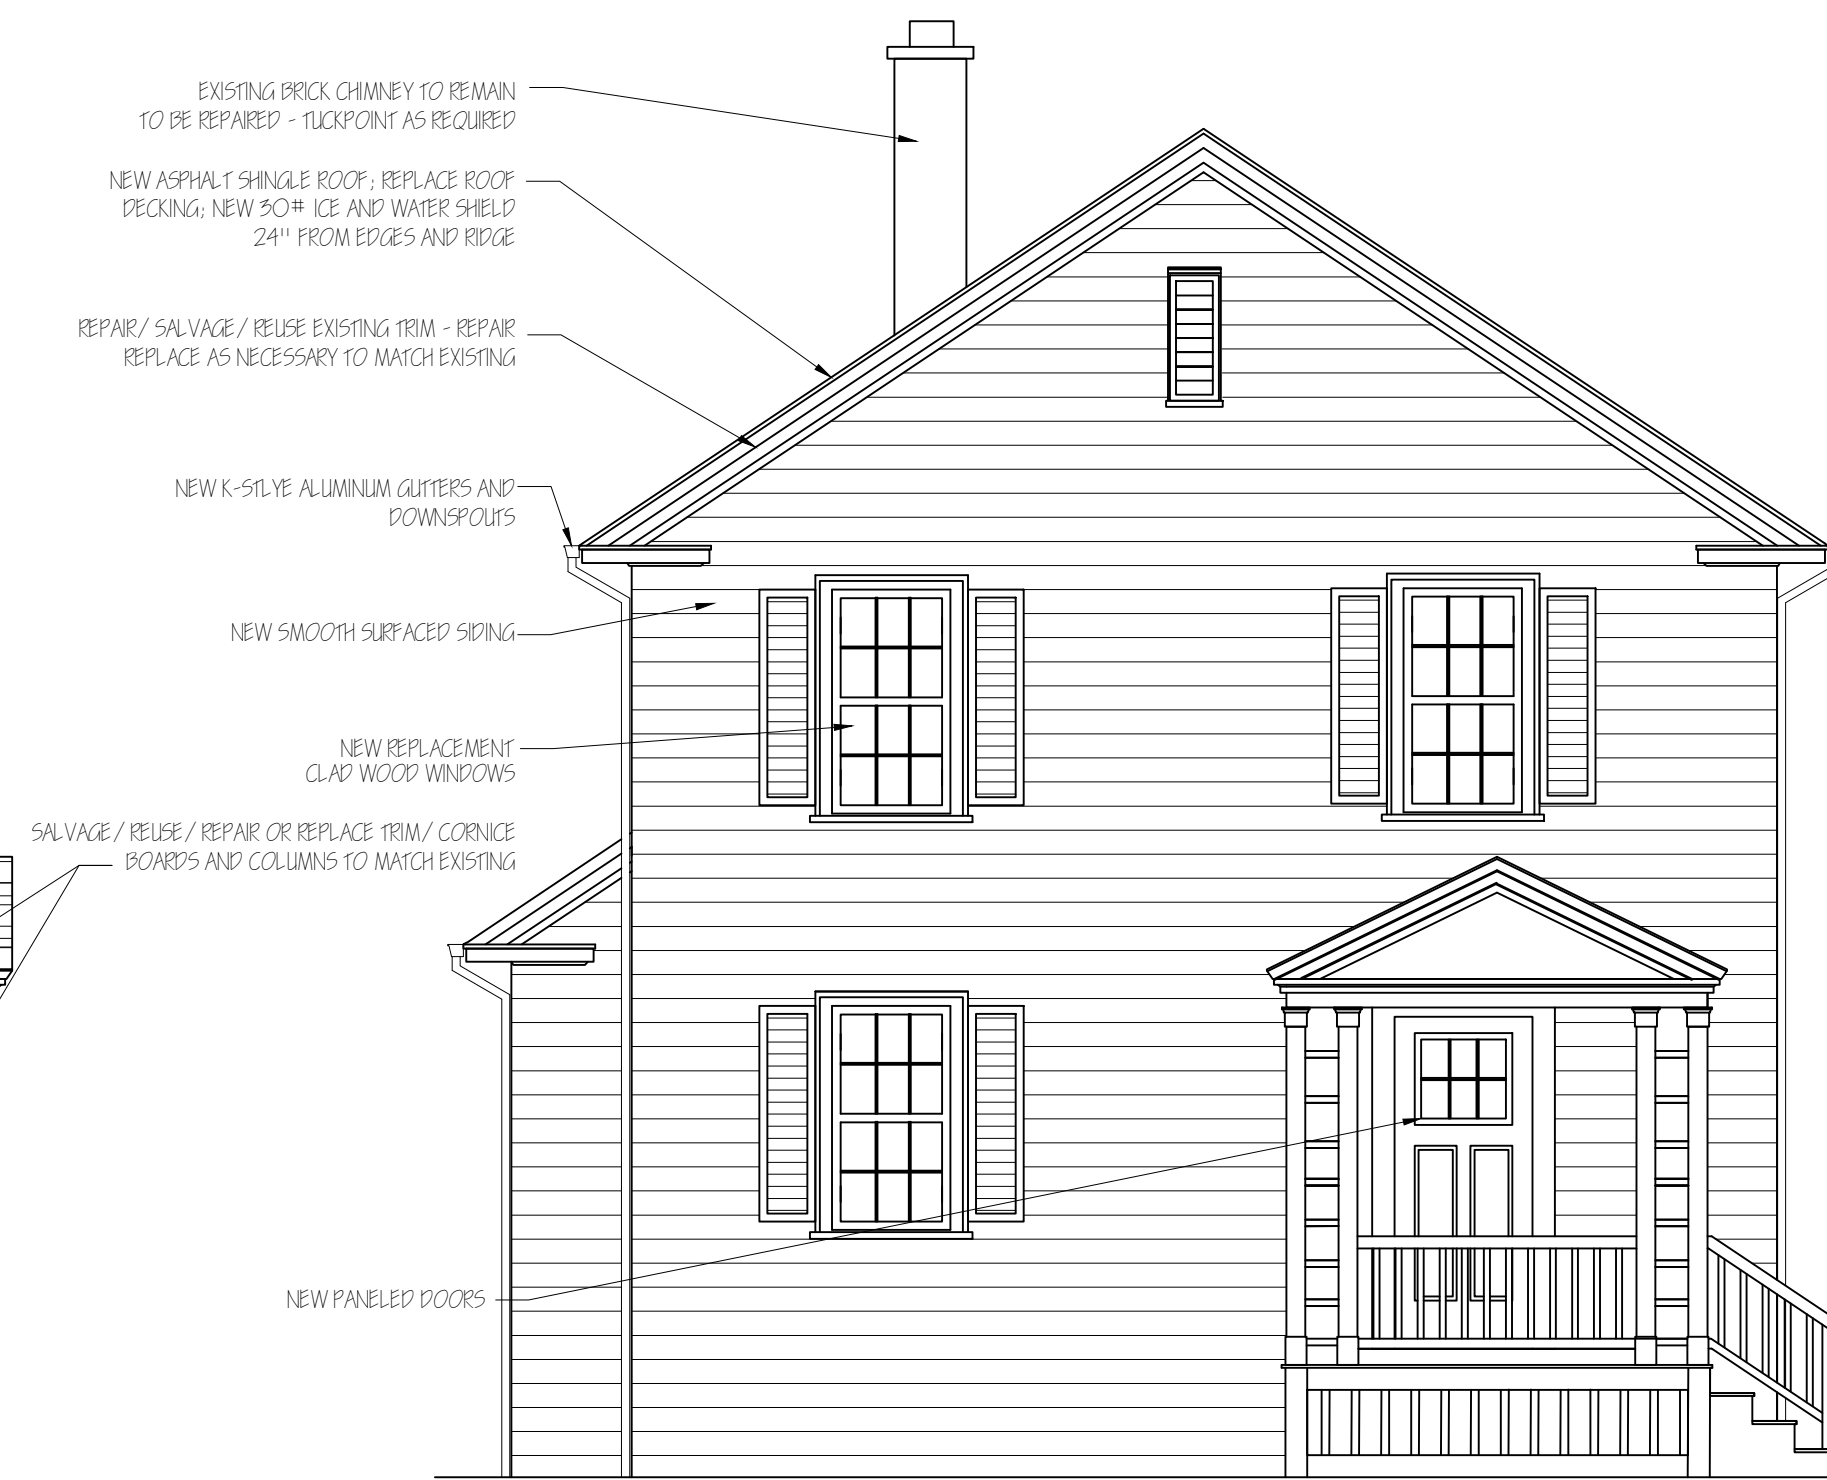 EXISTING BRICK CHIMNEY TO REMAIN
TO BE REPAIRED - TUCKPOINT AS REQUIRED
NEW ASPHALT SHINGLE ROOF; REPLACE ROOF
DECKING; NEW 30# ICE AND WATER SHIELD
24" FROM EDGES AND RIDGE
REPAIR/ SALVAGE/ REUSE EXISTING TRIM - REPAIR
REPLACE AS NECESSARY TO MATCH EXISTING
NEW K-STLYE ALUMINUM GUTTERS AND
DOWNSPOUTS
NEW SMOOTH SURFACED SIDING
NEW REPLACEMENT
CLAD WOOD WINDOWS
SALVAGE/ REUSE/ REPAIR OR REPLACE TRIM/ CORNICE
BOARDS AND COLUMNS TO MATCH EXISTING
NEW PANELED DOORS